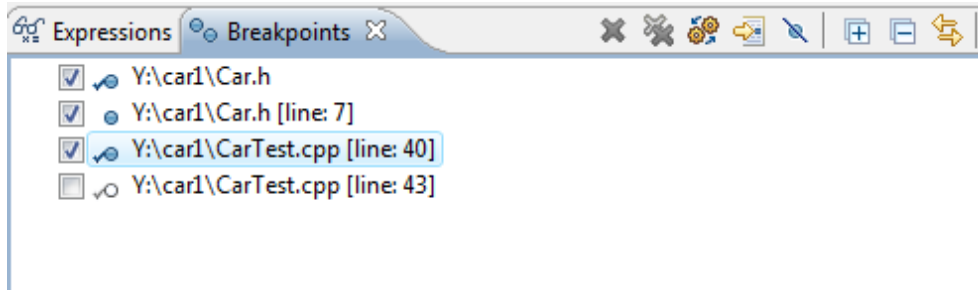 Expressions Breakpoints
Y:\car1\Car.h
Y:\car1\Car.h [line: 7]
Y:\car1\CarTest.cpp [line: 40]
Y:\car1\CarTest.cpp [line: 43]